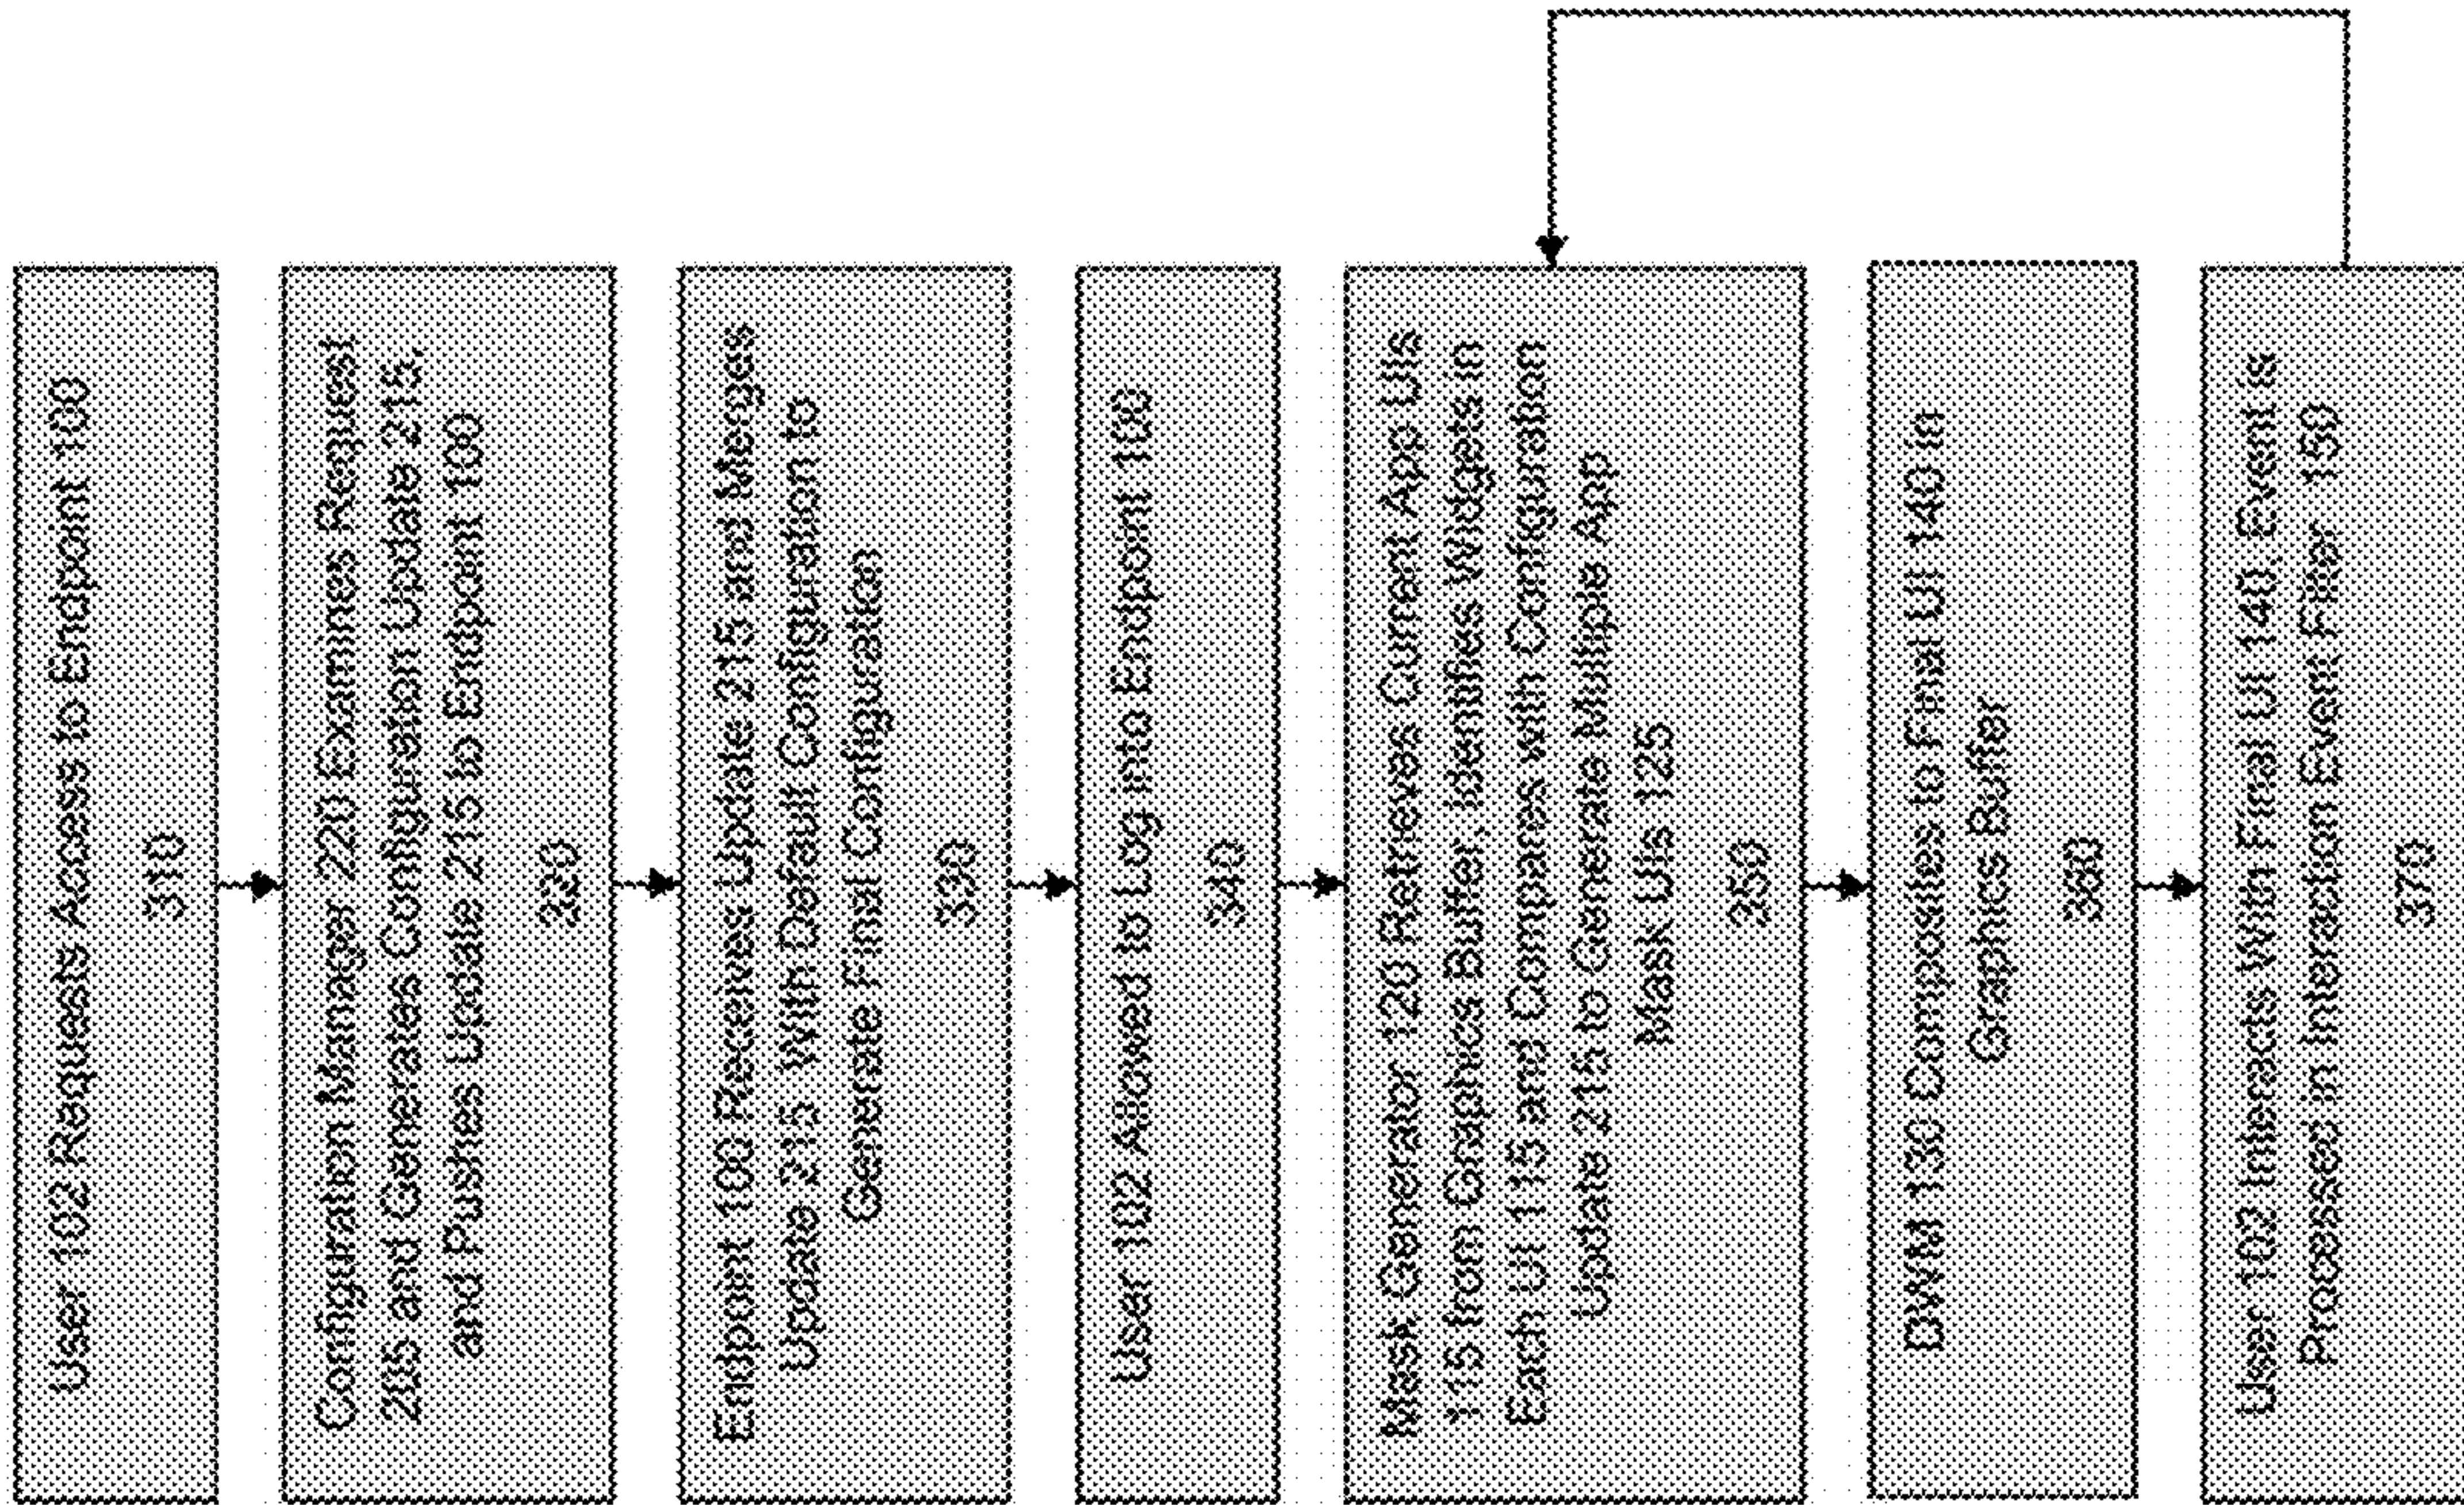 User 102 Requests Access to Endpoint 100
310
Configuration Manager 220 Examines Request
205 and Generates Configuration Update 215,
and Pushes Update 215 to Endpoint 100
320
Endpoint 100 Receives Update 215 and Merges
Update 215 With Default Configuration to
Generate Final Configuration
330
User 102 Allowed to Log into Endpoint 100
340
Mask Generator 120 Retrieves Current App UIs
115 from Graphics Buffer, Identifies Widgets in
Each UI 115 and Compares with Configuration
Update 215 to Generate Multiple App
Mask UIs 125
350
DWM 130 Composites to Final UI 140 in
Graphics Buffer
360
User 102 Interacts With Final UI 140, Event is
Processed in Interaction Event Filter 150
370